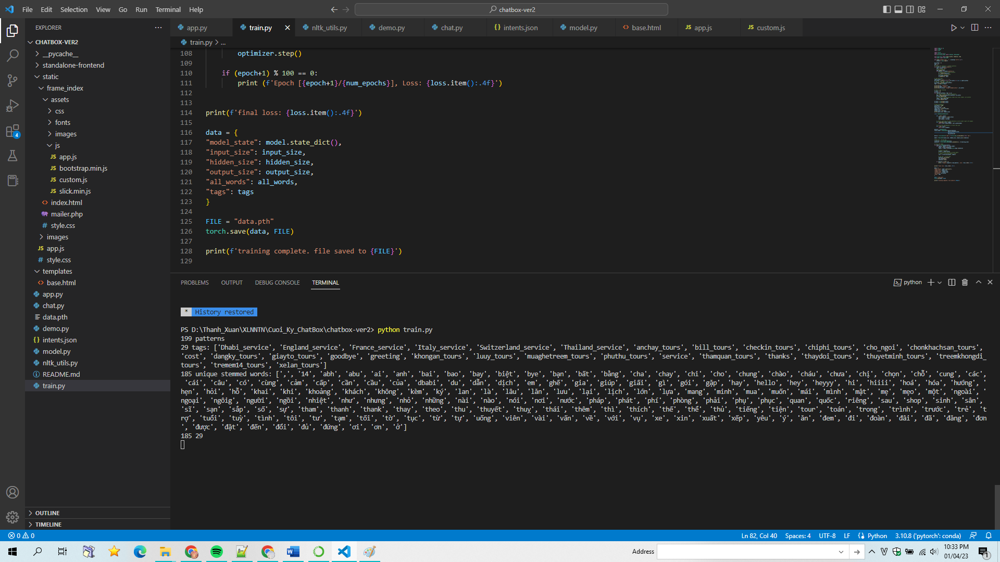 File Edit Selection View Go Run Terminal Help
chatbox-ver2
EXPLORER
CHATBOX-VER2
__pycache__
standalone-frontend
static
frame_index
assets
css
fonts
images
js
JS app.js
JS bootstrap.min.js
JS custom.js
JS slick.min.js
<> index.html
mailer.php
# style.css
images
JS app.js
# style.css
templates
<> base.html
app.py
chat.py
data.pth
demo.py
{} intents.json
model.py
nltk_utils.py
README.md
train.py
OUTLINE
TIMELINE
4
app.py train.py nltk_utils.py demo.py chat.py {} intents.json model.py <> base.html JS app.js JS custom.js
train.py > ...
108 optimizer.step()
109
110 if (epoch+1) % 100 == 0:
111 print (f'Epoch [{epoch+1}/{num_epochs}], Loss: {loss.item():.4f}')
112
113
114 print(f'final loss: {loss.item():.4f}')
115
116 data = {
117 "model_state": model.state_dict(),
118 "input_size": input_size,
119 "hidden_size": hidden_size,
120 "output_size": output_size,
121 "all_words": all_words,
122 "tags": tags
123 }
124
125 FILE = "data.pth"
126 torch.save(data, FILE)
127
128 print(f'training complete. file saved to {FILE}')
129
PROBLEMS OUTPUT DEBUG CONSOLE TERMINAL
python
* History restored
PS D:\Thanh_Xuan\XLNNTN\Cuoi_Ky_ChatBox\chatbox-ver2> python train.py
199 patterns
29 tags: ['Dhabi_service', 'England_service', 'France_service', 'Italy_service', 'Switzerland_service', 'Thailand_service', 'anchay_tours', 'bill_tours', 'checkin_tours', 'chiphi_tours', 'cho_ngoi', 'chonkhachsan_tours',
'cost', 'dangky_tours', 'giayto_tours', 'goodbye', 'greeting', 'khongan_tours', 'luuy_tours', 'muaghetreem_tours', 'phuthu_tours', 'service', 'thamquan_tours', 'thanks', 'thaydoi_tours', 'thuyetminh_tours', 'treemkhongdi_
tours', 'tremem14_tours', 'xelan_tours']
185 unique stemmed words: [',', '14', 'abh', 'abu', 'ai', 'anh', 'bai', 'bao', 'bay', 'biệt', 'bye', 'bạn', 'bất', 'bằng', 'cha', 'chay', 'chi', 'cho', 'chung', 'chào', 'cháu', 'chưa', 'chị', 'chọn', 'chỗ', 'cung', 'các',
'cái', 'câu', 'có', 'cùng', 'cảm', 'cấp', 'cần', 'cầu', 'của', 'dbabi', 'du', 'dẫn', 'dịch', 'em', 'ghế', 'gia', 'giúp', 'giấi', 'gì', 'gói', 'gặp', 'hay', 'hello', 'hey', 'heyyy', 'hi', 'hiiii', 'hoá', 'hóa', 'hướng', '
hẹn', 'hỏi', 'hỗ', 'khai', 'khi', 'khoảng', 'khách', 'không', 'kèm', 'ký', 'lan', 'là', 'lâu', 'lăn', 'lưu', 'lại', 'lịch', 'lớn', 'lựa', 'mang', 'minh', 'mua', 'muốn', 'mái', 'mình', 'mặt', 'mẹ', 'mẹo', 'một', 'ngoài', '
ngoại', 'ngôig', 'người', 'ngồi', 'nhiệt', 'như', 'nhưng', 'nhỏ', 'những', 'nài', 'nào', 'nói', 'nơi', 'nước', 'pháp', 'phát', 'phí', 'phòng', 'phải', 'phụ', 'phục', 'quan', 'quốc', 'riêng', 'sau', 'shop', 'sinh', 'sân',
'sĩ', 'sạn', 'sắp', 'số', 'sự', 'tham', 'thanh', 'thank', 'thay', 'theo', 'thu', 'thuyết', 'thuỵ', 'thái', 'thêm', 'thì', 'thích', 'thế', 'thể', 'thủ', 'tiếng', 'tiện', 'tour', 'toán', 'trong', 'trình', 'trước', 'trẻ', 't
rợ', 'tuổi', 'tuỳ', 'tình', 'tôi', 'tư', 'tạm', 'tối', 'tờ', 'tục', 'từ', 'tự', 'uống', 'viên', 'vài', 'vấn', 'về', 'với', 'vụ', 'xe', 'xin', 'xuất', 'xếp', 'yêu', 'ý', 'ăn', 'đem', 'đi', 'đoàn', 'đâi', 'đã', 'đăng', 'đơn
', 'được', 'đặt', 'đến', 'đổi', 'đủ', 'đứng', 'ơi', 'ơn', 'ở']
185 29
0 0
Ln 82, Col 40 Spaces: 4 UTF-8 LF Python 3.10.8 ('pytorch': conda)
Address
10:33 PM
01/04/23
1